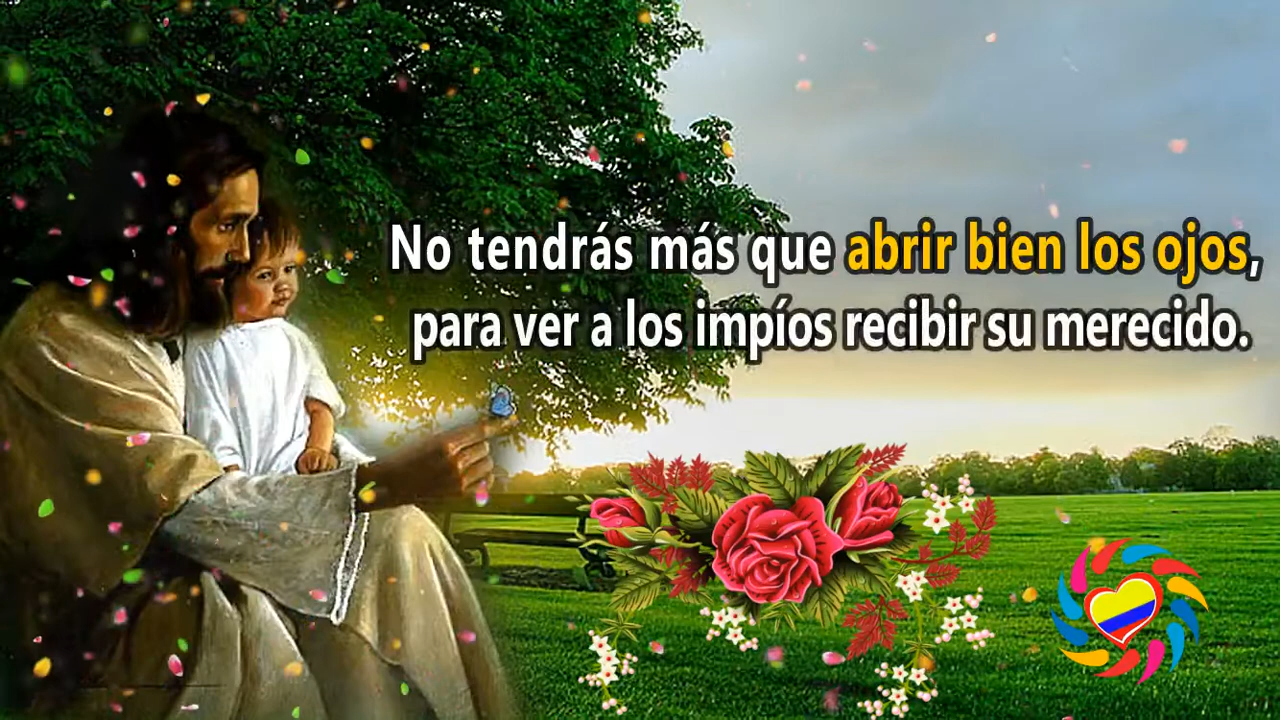 No tendrás más que abrir bien los ojos,
para ver a los impíos recibir su merecido.